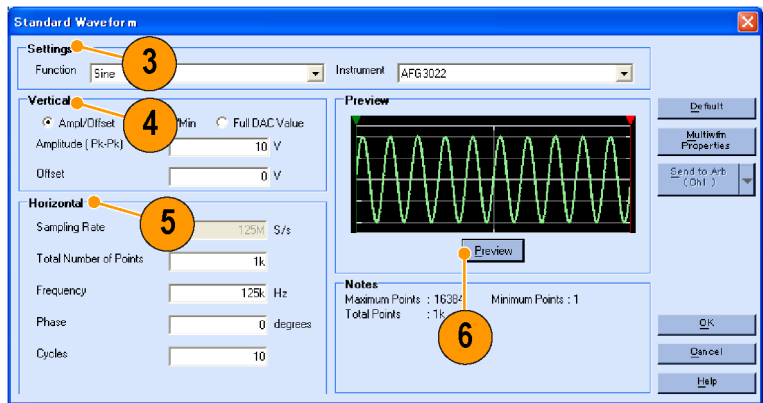 Standard Waveform
Settings
3
Function Sine Instrument AFG3022
Vertical
4
Ampl/Offset /Min Full DAC Value
Amplitude ( Pk-Pk) 10 V
Offset 0 V
Preview
Preview
6
Default
Multiwfm
Properties
Send to Arb
(Ch1 )
Horizontal
5
Sampling Rate 125M S/s
Total Number of Points 1k
Frequency 125k Hz
Phase 0 degrees
Cycles 10
Notes
Maximum Points : 16384 Minimum Points : 1
Total Points : 1k
OK
Cancel
Help